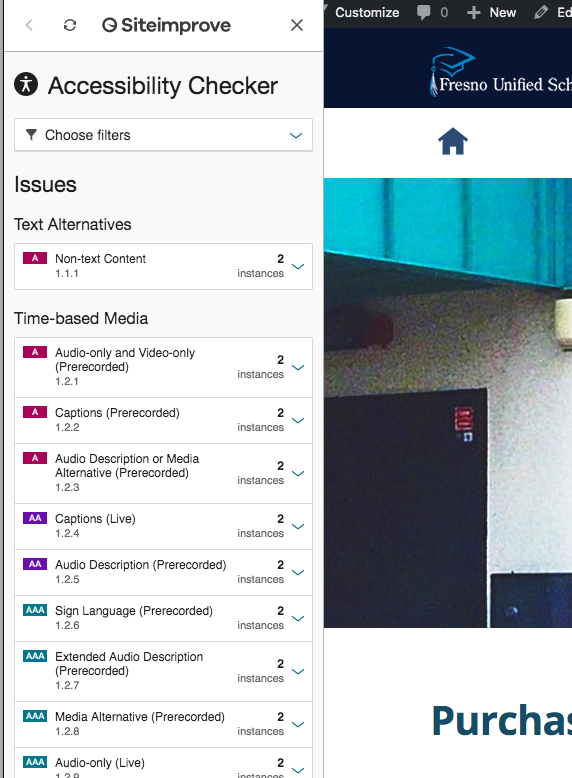 Siteimprove
Accessibility Checker
Choose filters
Issues
Text Alternatives
A Non-text Content 2
1.1.1 instances
Time-based Media
A Audio-only and Video-only 2
(Prerecorded) instances
1.2.1
A Captions (Prerecorded) 2
1.2.2 instances
A Audio Description or Media 2
Alternative (Prerecorded) instances
1.2.3
AA Captions (Live) 2
1.2.4 instances
AA Audio Description (Prerecorded) 2
1.2.5 instances
AAA Sign Language (Prerecorded) 2
1.2.6 instances
AAA Extended Audio Description 2
(Prerecorded) instances
1.2.7
AAA Media Alternative (Prerecorded) 2
1.2.8 instances
AAA Audio-only (Live) 2
1.2.9 instances
Customize 0 New Ed
Fresno Unified Sch
Purchas